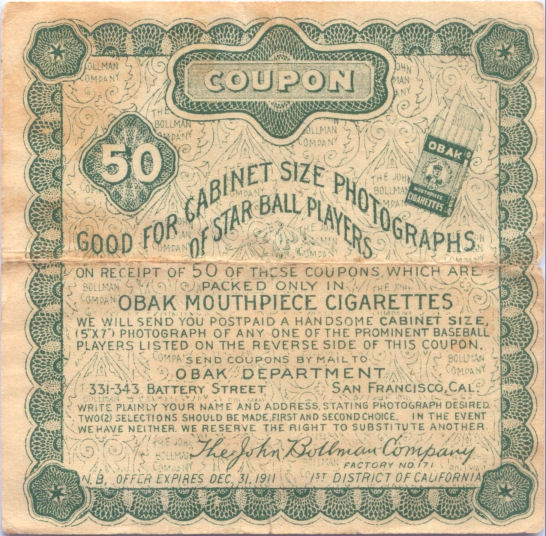 COUPON
50
OBAK
MOUTHPIECE
CIGARETTES
GOOD FOR CABINET SIZE PHOTOGRAPHS
OF STAR BALL PLAYERS
ON RECEIPT OF 50 OF THESE COUPONS, WHICH ARE
PACKED ONLY IN
OBAK MOUTHPIECE CIGARETTES
WE WILL SEND YOU POSTPAID A HANDSOME CABINET SIZE,
(5"X7") PHOTOGRAPH OF ANY ONE OF THE PROMINENT BASEBALL
PLAYERS LISTED ON THE REVERSE SIDE OF THIS COUPON.
SEND COUPONS BY MAIL TO
OBAK DEPARTMENT
331-343 BATTERY STREET SAN FRANCISCO, CAL.
WRITE PLAINLY YOUR NAME AND ADDRESS, STATING PHOTOGRAPH DESIRED
TWO (2) SELECTIONS SHOULD BE MADE, FIRST AND SECOND CHOICE. IN THE EVENT
WE HAVE NEITHER. WE RESERVE THE RIGHT TO SUBSTITUTE ANOTHER
The John Bollman Company
FACTORY NO. 171
N.B. OFFER EXPIRES DEC. 31, 1911 1ST DISTRICT OF CALIFORNIA